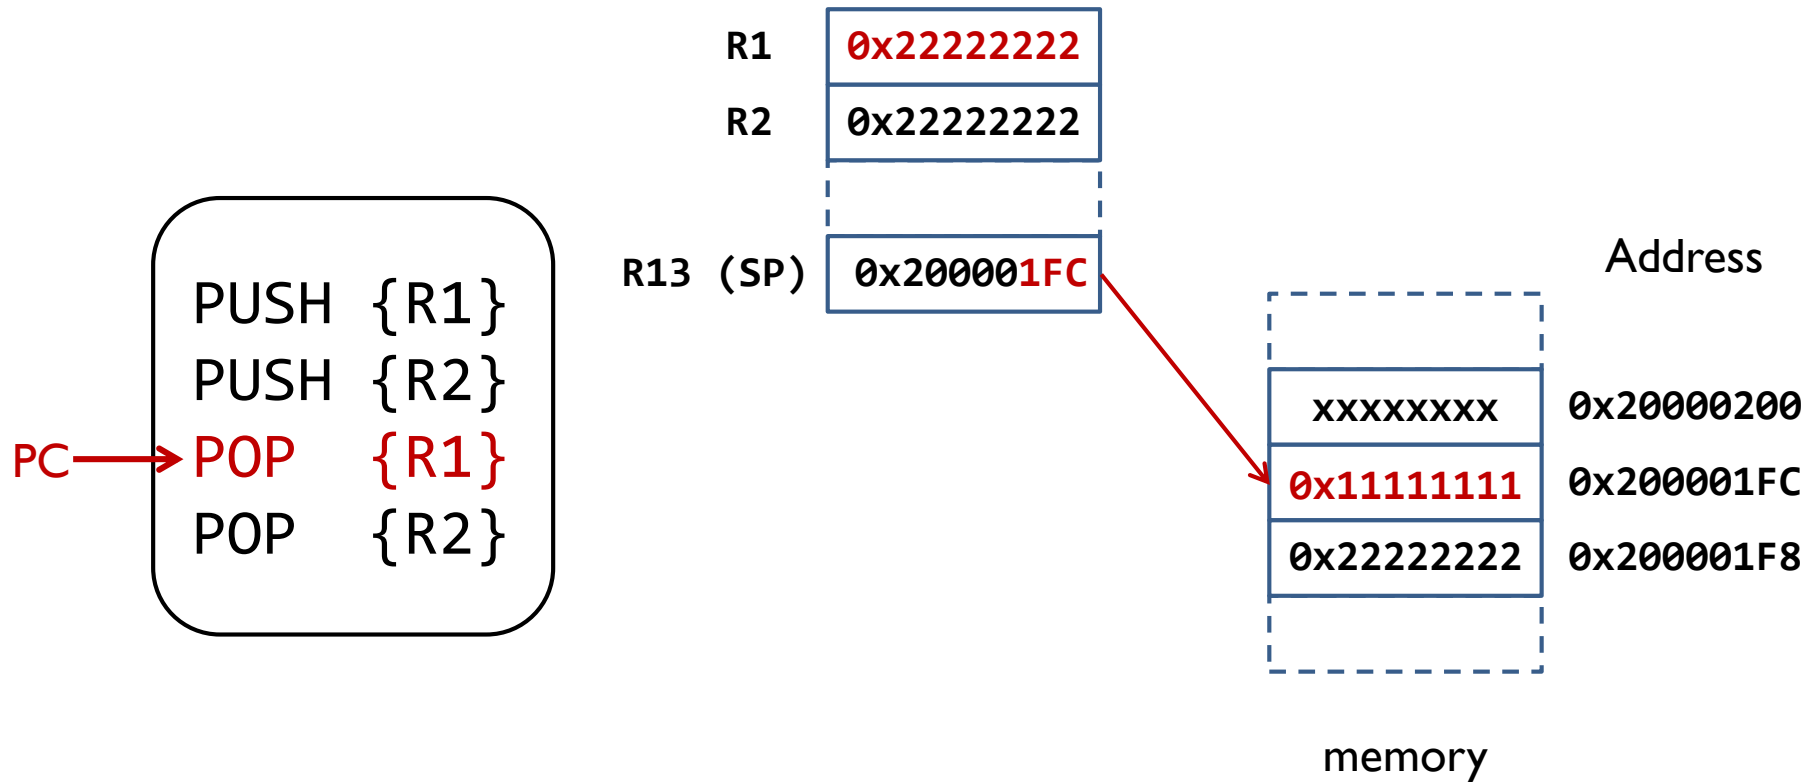 R1 0x22222222
R2 0x22222222
R13 (SP) 0x200001FC
PUSH {R1}
PUSH {R2}
PC POP {R1}
POP {R2}
Address
xxxxxxxx 0x20000200
0x11111111 0x200001FC
0x22222222 0x200001F8
memory